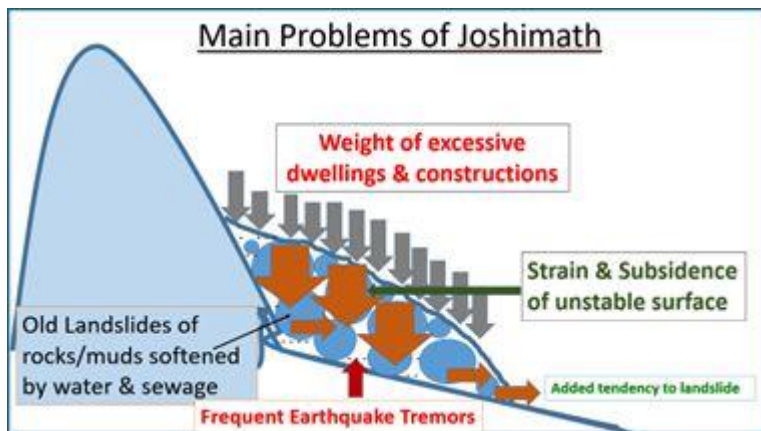 Main Problems of Joshimath
Weight of excessive
dwellings & constructions
Strain & Subsidence
of unstable surface
Old Landslides of
rocks/muds softened
by water & sewage
Added tendency to landslide
Frequent Earthquake Tremors